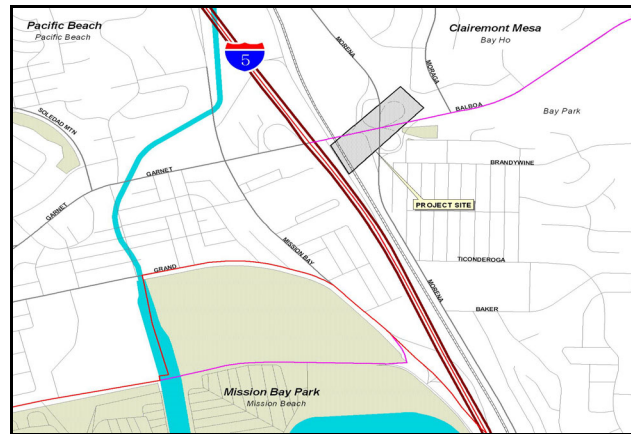 Pacific Beach
Pacific Beach
5
MORENA
MORAGA
Clairemont Mesa
Bay Ho
BALBOA
Bay Park
SOLEDAD MTN
GARNET
BRANDYWINE
PROJECT SITE
GARNET
MISSION BAY
GRAND
TICONDEROGA
MORENA
BAKER
Mission Bay Park
Mission Beach